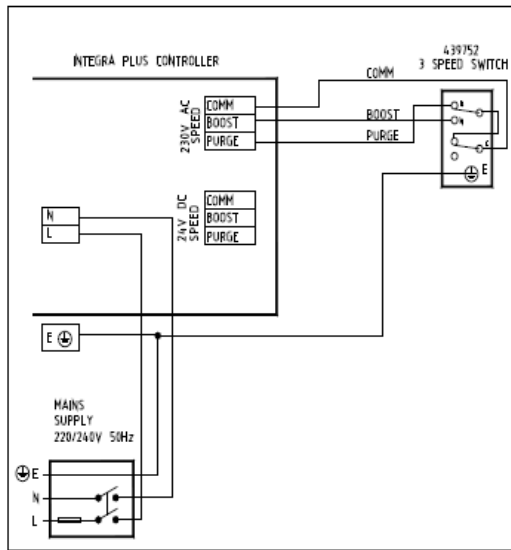 INTEGRA PLUS CONTROLLER
439752
3 SPEED SWITCH
COMM
230V AC
SPEED
COMM
BOOST
PURGE
BOOST
PURGE
E
24V DC
SPEED
COMM
BOOST
PURGE
N
L
E
MAINS
SUPPLY
220/240V 50Hz
E
N
L